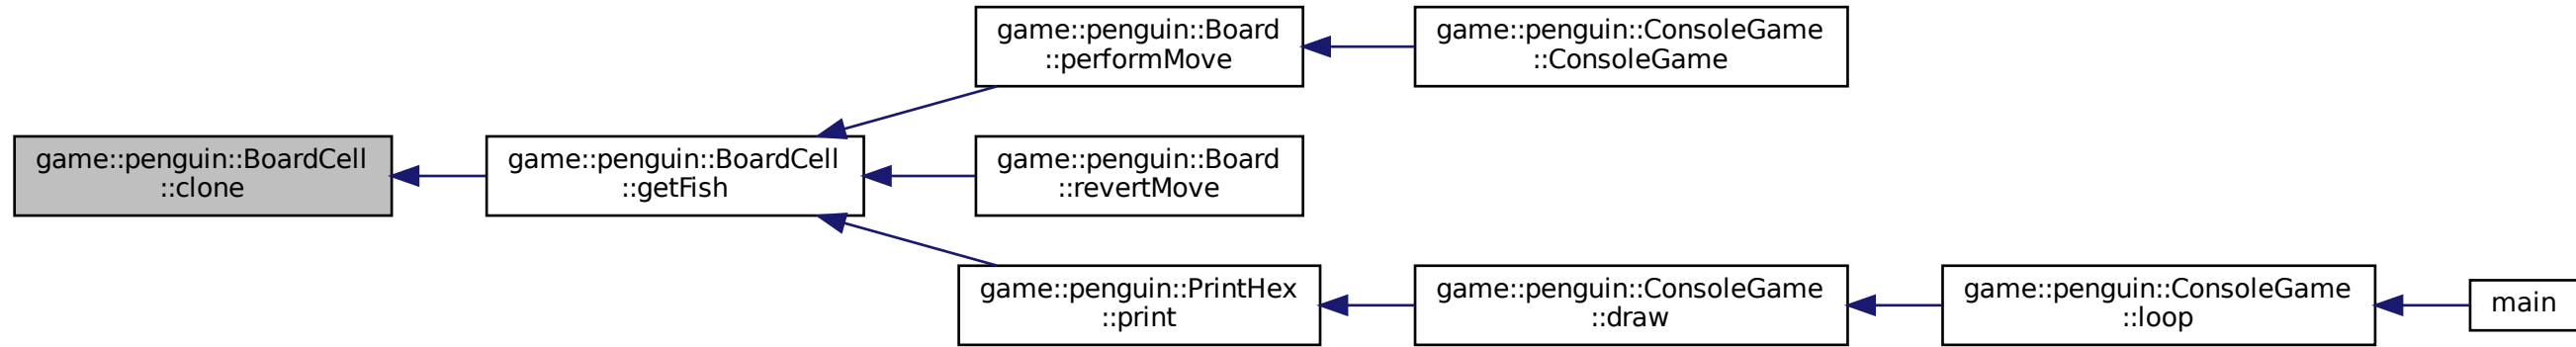 game::penguin::Board
::performMove
game::penguin::ConsoleGame
::ConsoleGame
game::penguin::BoardCell
::clone
game::penguin::BoardCell
::getFish
game::penguin::Board
::revertMove
game::penguin::PrintHex
::print
game::penguin::ConsoleGame
::draw
game::penguin::ConsoleGame
::loop
main